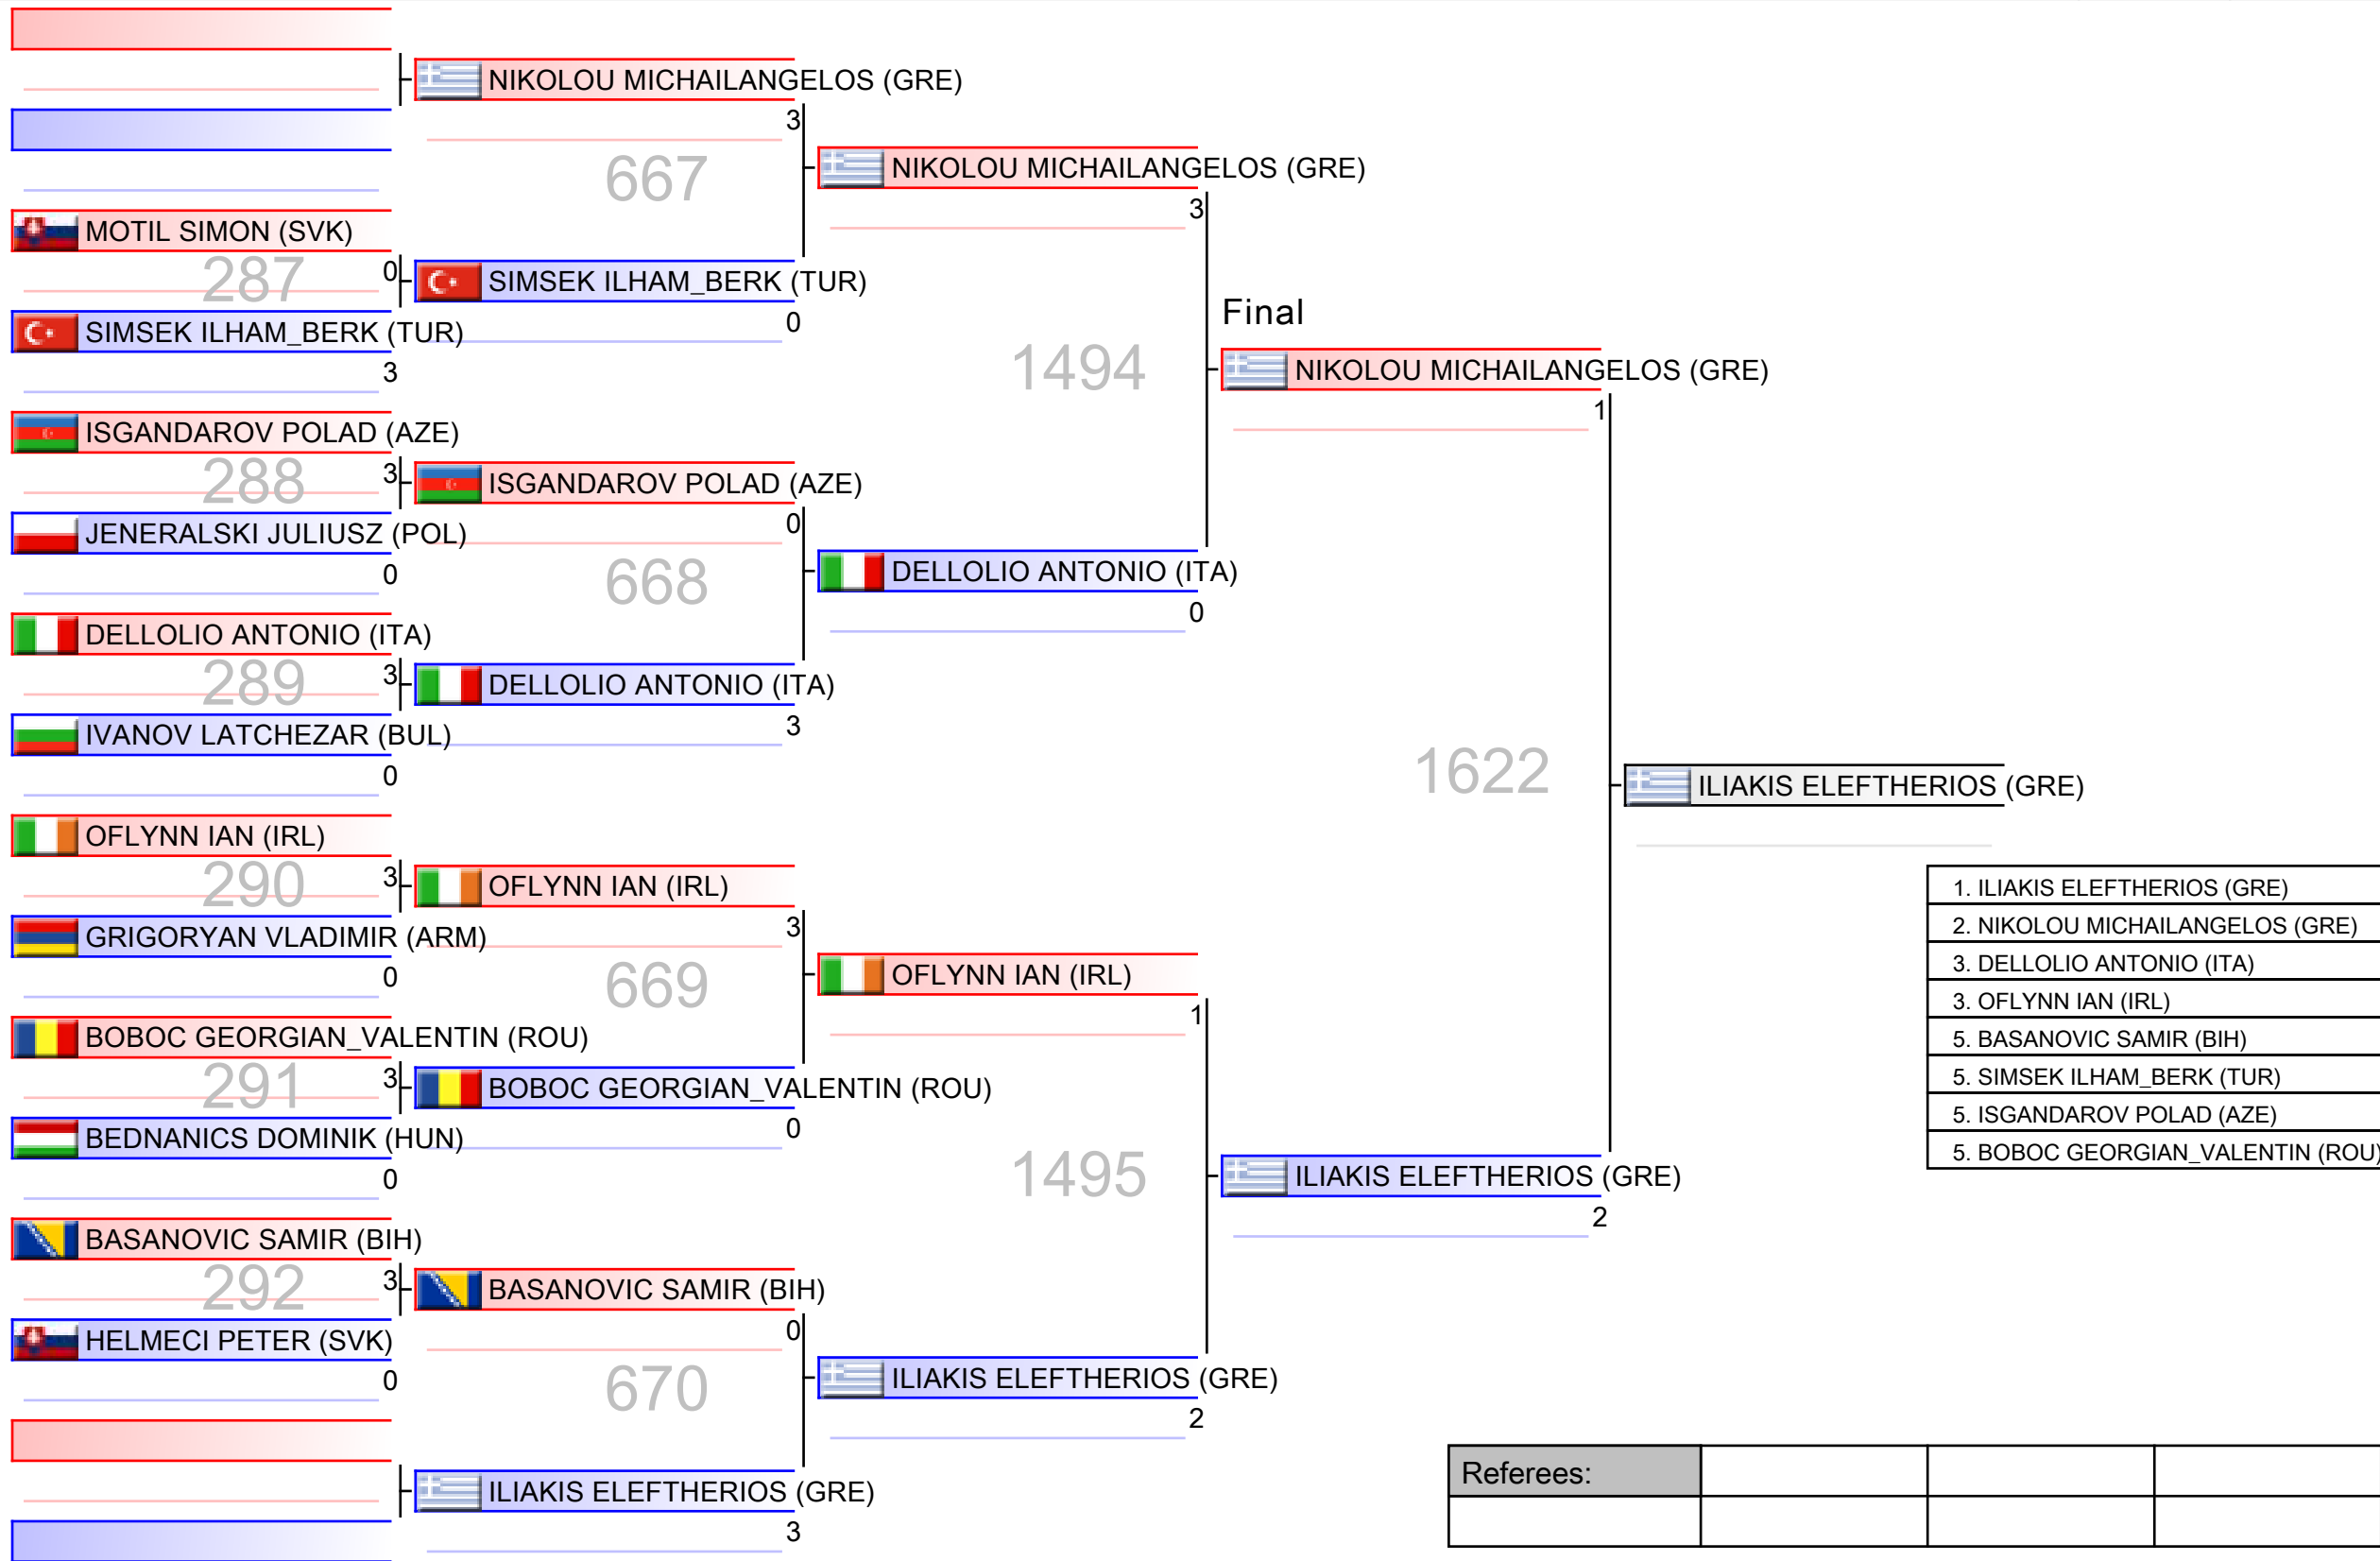 NIKOLOU MICHAILANGELOS (GRE)
3
667
NIKOLOU MICHAILANGELOS (GRE)
3
MOTIL SIMON (SVK)
287
0
SIMSEK ILHAM_BERK (TUR)
0
SIMSEK ILHAM_BERK (TUR)
3
Final
1494
NIKOLOU MICHAILANGELOS (GRE)
1
ISGANDAROV POLAD (AZE)
288
3
ISGANDAROV POLAD (AZE)
0
JENERALSKI JULIUSZ (POL)
0
668
DELLOLIO ANTONIO (ITA)
0
DELLOLIO ANTONIO (ITA)
289
3
DELLOLIO ANTONIO (ITA)
3
IVANOV LATCHEZAR (BUL)
0
1622
ILIAKIS ELEFTHERIOS (GRE)
OFLYNN IAN (IRL)
290
3
OFLYNN IAN (IRL)
3
GRIGORYAN VLADIMIR (ARM)
0
669
OFLYNN IAN (IRL)
1
BOBOC GEORGIAN_VALENTIN (ROU)
291
3
BOBOC GEORGIAN_VALENTIN (ROU)
0
BEDNANICS DOMINIK (HUN)
0
1495
ILIAKIS ELEFTHERIOS (GRE)
2
BASANOVIC SAMIR (BIH)
292
3
BASANOVIC SAMIR (BIH)
0
HELMECI PETER (SVK)
0
670
ILIAKIS ELEFTHERIOS (GRE)
2
ILIAKIS ELEFTHERIOS (GRE)
3
1. ILIAKIS ELEFTHERIOS (GRE)
2. NIKOLOU MICHAILANGELOS (GRE)
3. DELLOLIO ANTONIO (ITA)
3. OFLYNN IAN (IRL)
5. BASANOVIC SAMIR (BIH)
5. SIMSEK ILHAM_BERK (TUR)
5. ISGANDAROV POLAD (AZE)
5. BOBOC GEORGIAN_VALENTIN (ROU)
Referees: